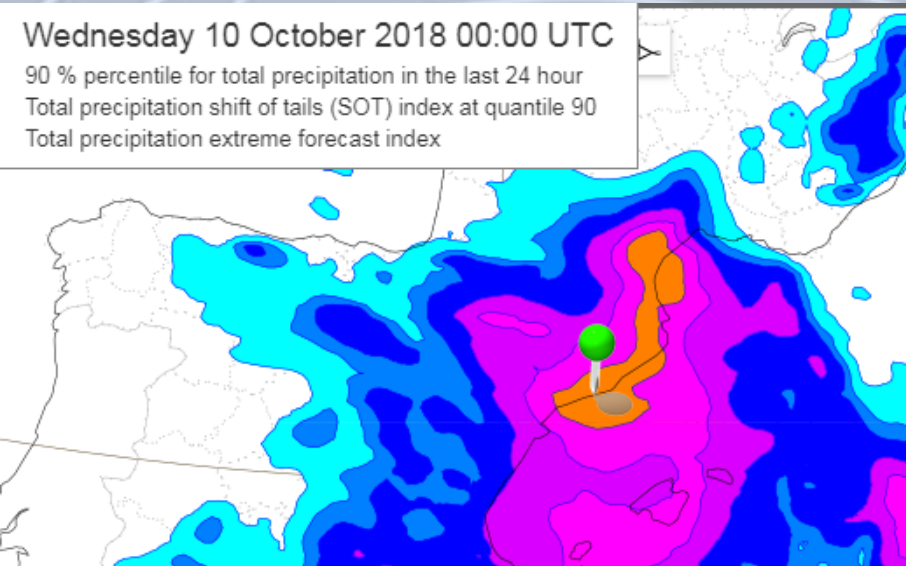 Wednesday 10 October 2018 00:00 UTC
90 % percentile for total precipitation in the last 24 hour
Total precipitation shift of tails (SOT) index at quantile 90
Total precipitation extreme forecast index